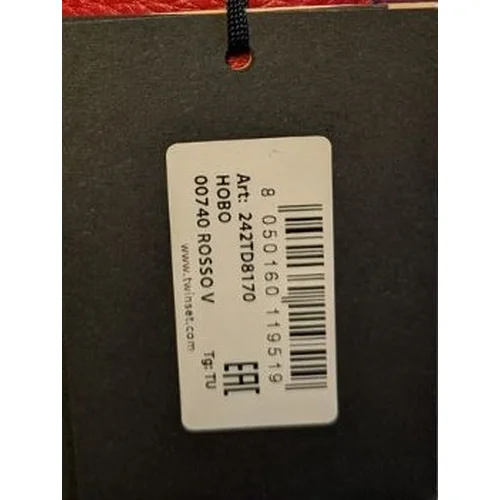 8 050160 119519
Art: 242TD8170
HOBO
00740 ROSSO V
www.twinset.com
Tg: TU
EAC